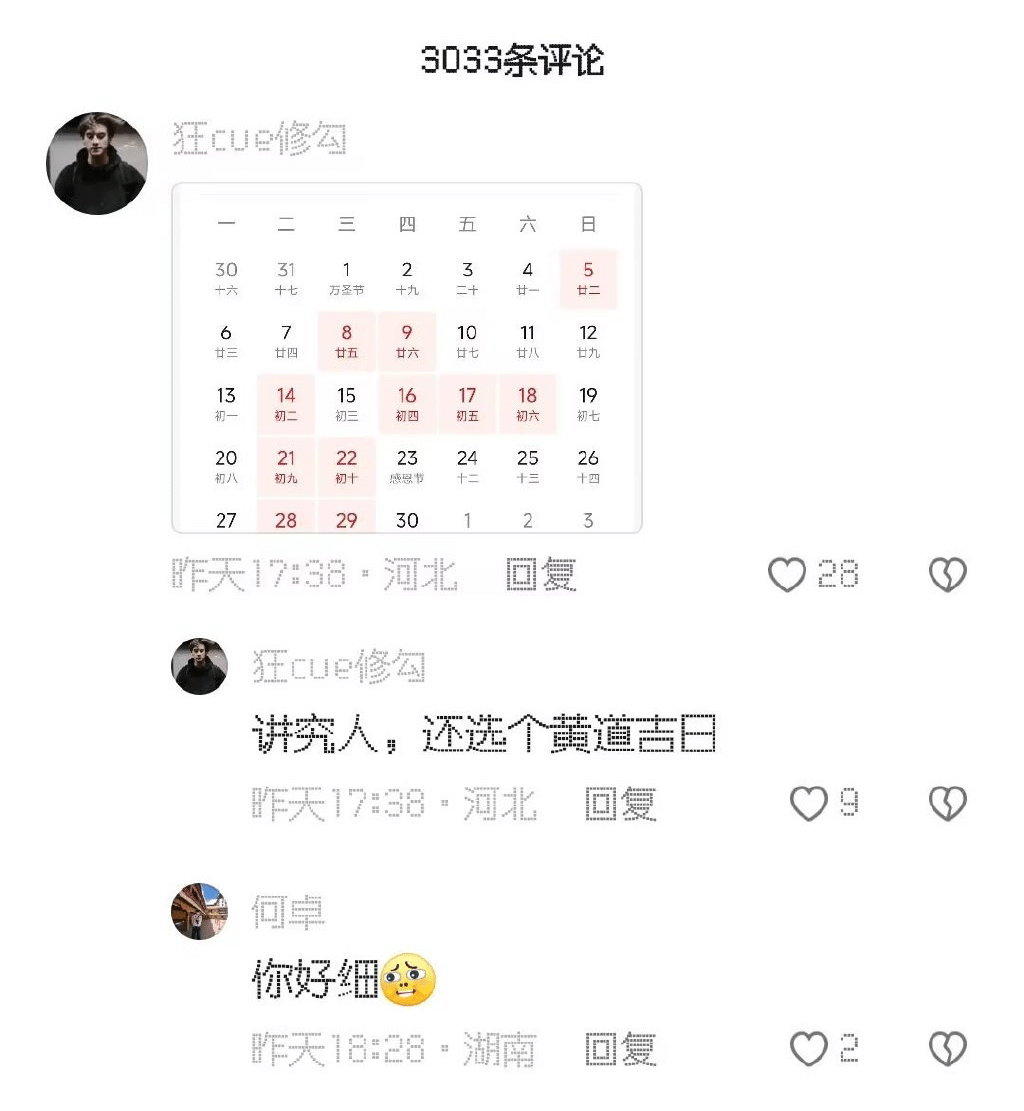 3033条评论
狂cue修勾
一 二 三 四 五 六 日
30 31 1 2 3 4 5
十六 十七 万圣节 十九 二十 廿一 廿二
6 7 8 9 10 11 12
廿三 廿四 廿五 廿六 廿七 廿八 廿九
13 14 15 16 17 18 19
初一 初二 初三 初四 初五 初六 初七
20 21 22 23 24 25 26
初八 初九 初十 感恩节 十二 十三 十四
27 28 29 30 1 2 3
昨天17:38 · 河北 回复 28
狂cue修勾
讲究人，还选个黄道吉日
昨天17:38 · 河北 回复 9
何卓
你好细
昨天18:28 · 湖南 回复 2